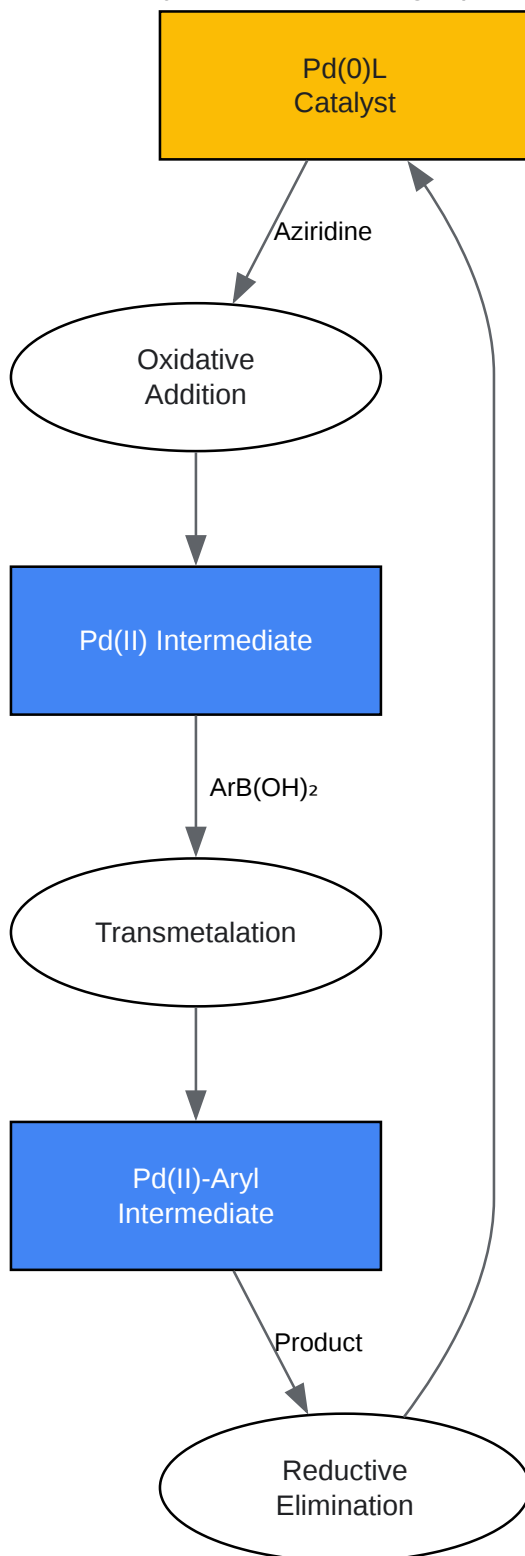 Pd(0)L
Catalyst
Aziridine
Oxidative
Addition
Pd(II) Intermediate
ArB(OH)₂
Transmetalation
Pd(II)-Aryl
Intermediate
Product
Reductive
Elimination